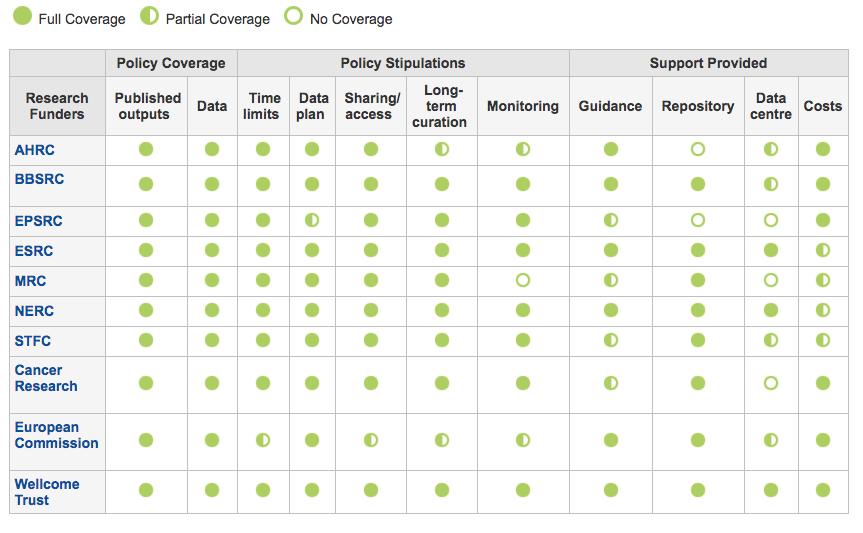 Full Coverage Partial Coverage No Coverage
Policy Coverage Policy Stipulations Support Provided
Research Funders Published outputs Data Time limits Data plan Sharing/ access Long-term curation Monitoring Guidance Repository Data centre Costs
AHRC
BBSRC
EPSRC
ESRC
MRC
NERC
STFC
Cancer
Research
European
Commission
Wellcome
Trust